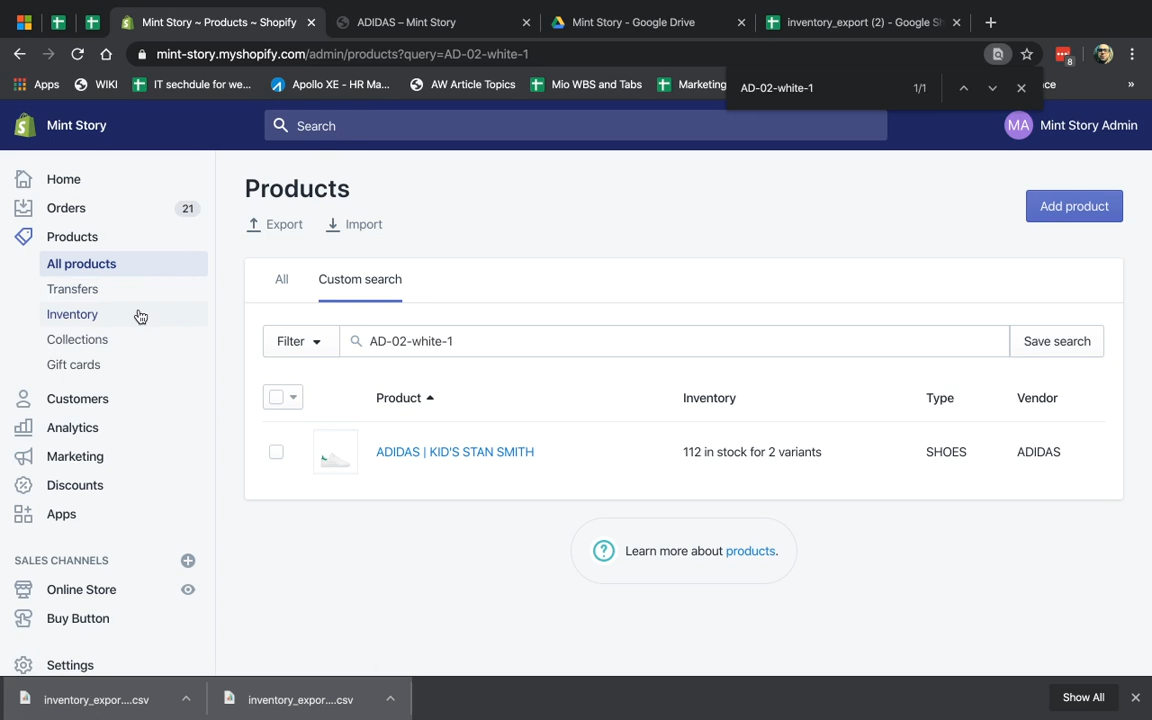 Mint Story ~ Products ~ Shopify
ADIDAS – Mint Story
Mint Story - Google Drive
inventory_export (2) - Google Sh
mint-story.myshopify.com/admin/products?query=AD-02-white-1
8
Apps
WIKI
IT sechdule for we...
Apollo XE - HR Ma...
AW Article Topics
Mio WBS and Tabs
Marketing
AD-02-white-1
1/1
ce
»
Mint Story
Search
MA
Mint Story Admin
Home
Orders
21
Products
All products
Transfers
Inventory
Collections
Gift cards
Customers
Analytics
Marketing
Discounts
Apps
SALES CHANNELS
Online Store
Buy Button
Settings
Products
Export
Import
Add product
All
Custom search
Filter
AD-02-white-1
Save search
Product
Inventory
Type
Vendor
ADIDAS | KID'S STAN SMITH
112 in stock for 2 variants
SHOES
ADIDAS
? Learn more about products.
inventory_expor....csv
inventory_expor....csv
Show All